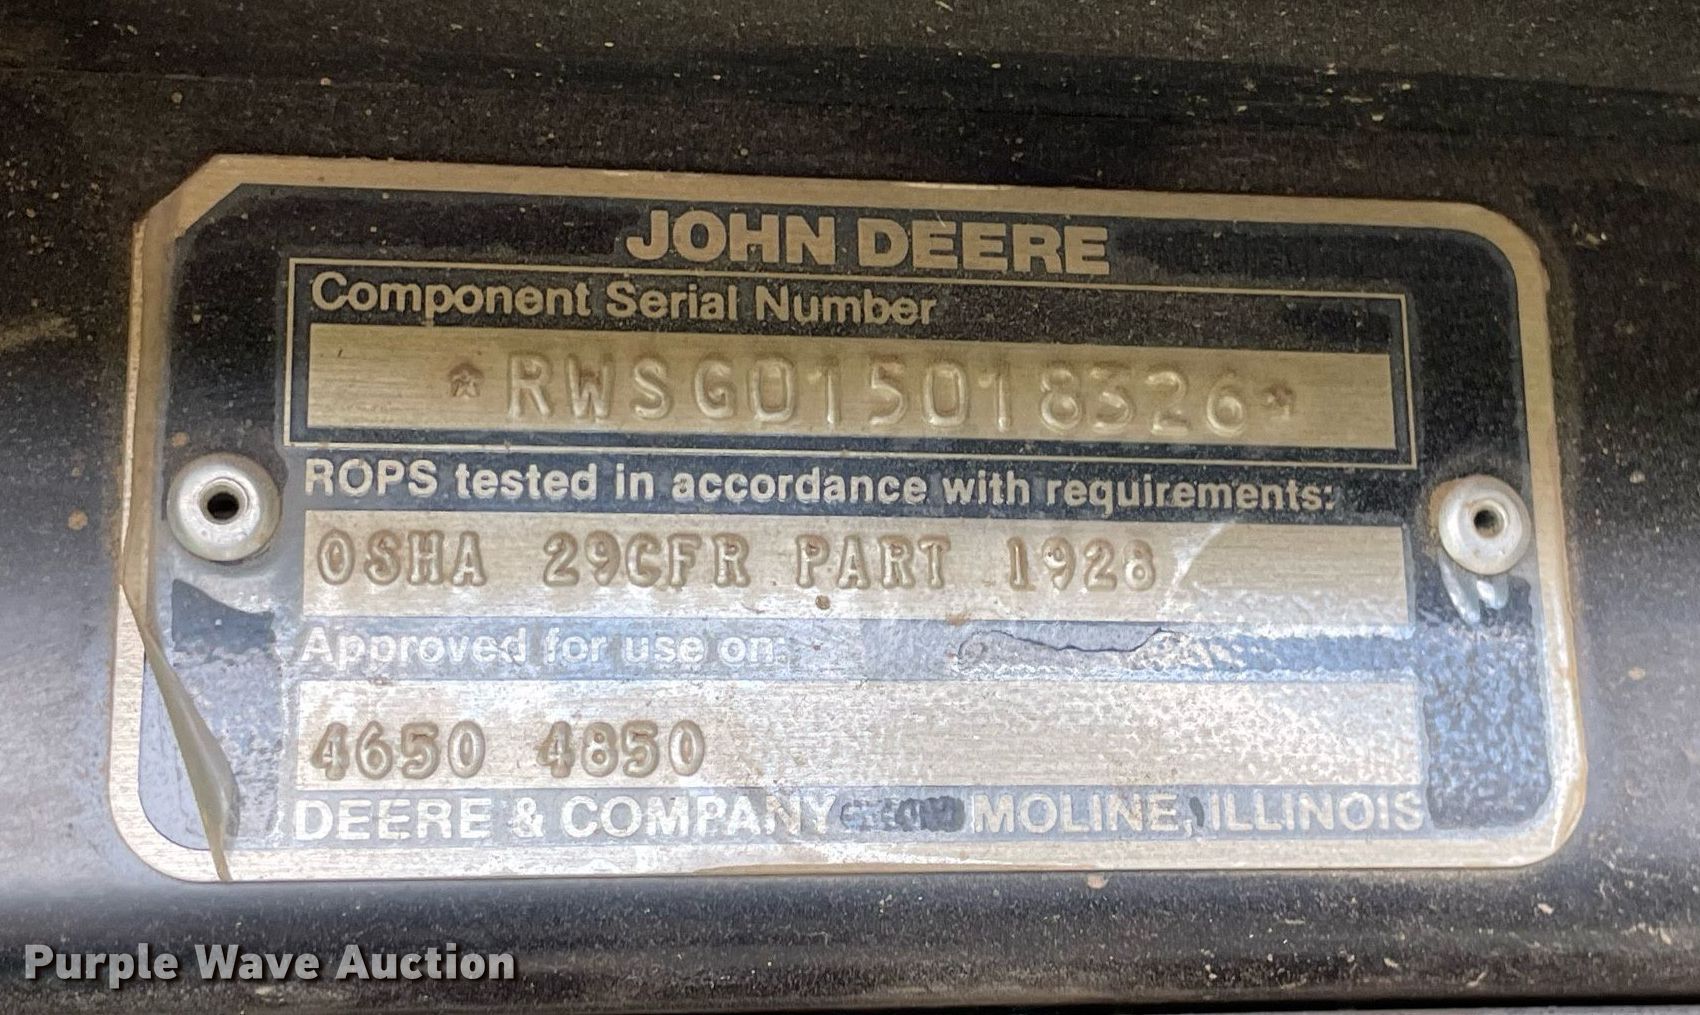 JOHN DEERE
Component Serial Number
*RWSG015018326*
ROPS tested in accordance with requirements:
OSHA 29CFR PART 1928
Approved for use on:
4650 4850
DEERE & COMPANY MOLINE, ILLINOIS
Purple Wave Auction